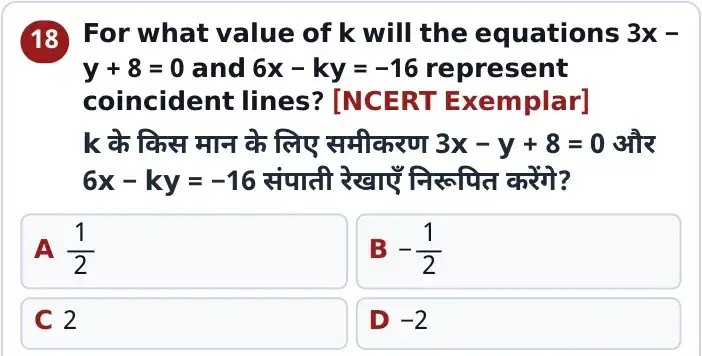 18 For what value of k will the equations 3x −
y + 8 = 0 and 6x − ky = −16 represent
coincident lines? [NCERT Exemplar]
k के किस मान के लिए समीकरण 3x − y + 8 = 0 और
6x − ky = −16 संपाती रेखाएँ निरूपित करेंगे?
A 1/2 B −1/2
C 2 D −2